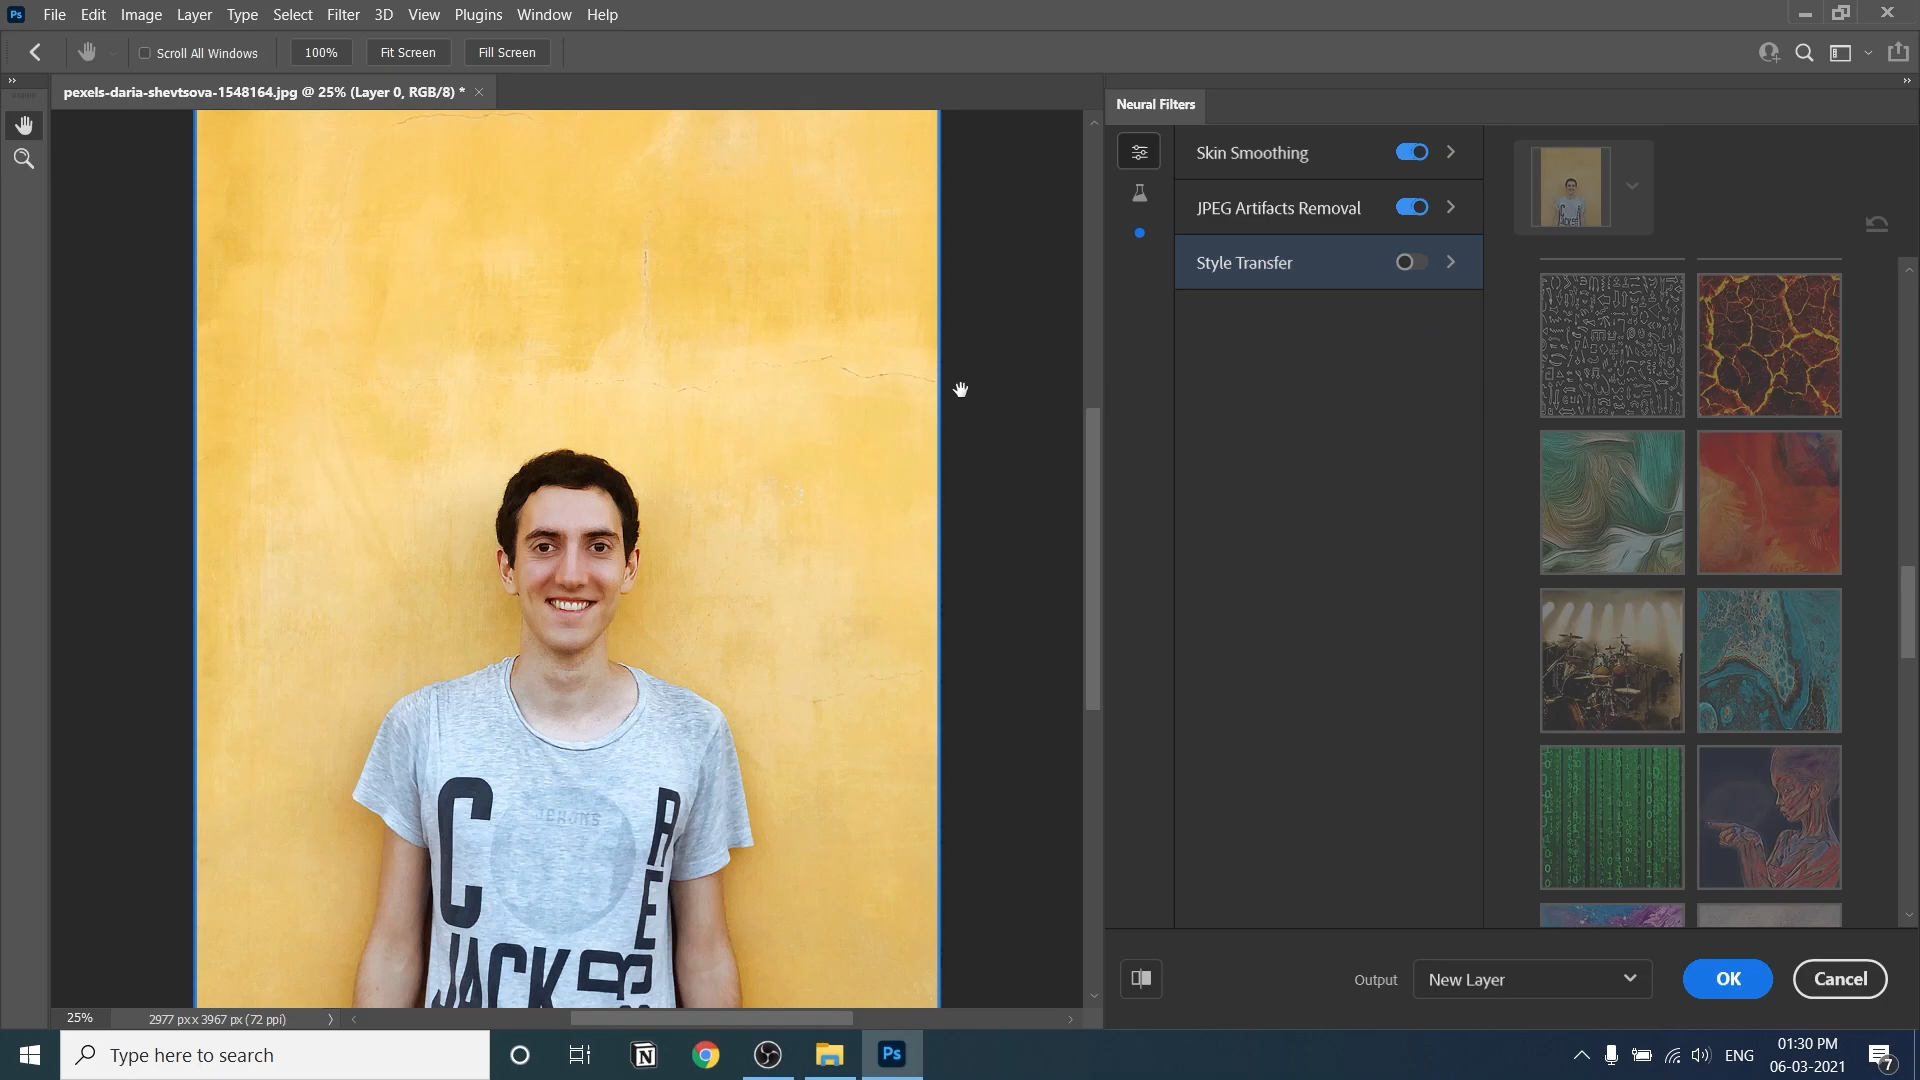 Ps File Edit Image Layer Type Select Filter 3D View Plugins Window Help
Scroll All Windows 100% Fit Screen Fill Screen
pexels-daria-shevtsova-1548164.jpg @ 25% (Layer 0, RGB/8) *
Neural Filters
Skin Smoothing
JPEG Artifacts Removal
Style Transfer
C
JACK
25% 2977 px x 3967 px (72 ppi)
Output New Layer OK Cancel
Type here to search
Ps
ENG
01:30 PM
06-03-2021
7